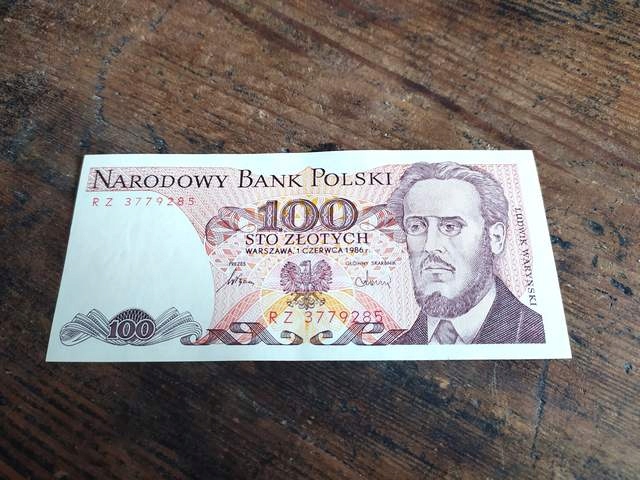 NARODOWY BANK POLSKI
RZ 3779285
100
STO ZŁOTYCH
WARSZAWA, 1 CZERWCA 1986 r.
PREZES
GŁÓWNY SKARBNIK
RZ 3779285
100
LUDWIK WARYŃSKI